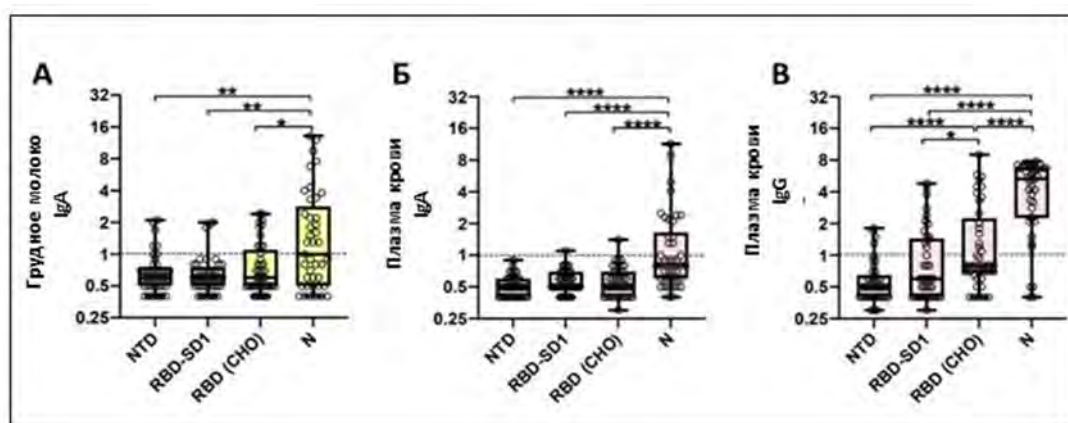 А
Грудное молоко
IgA
32
16
8
4
2
1
0.5
0.25
**
**
*
NTD
RBD-SD1
RBD (CHO)
N
Б
Плазма крови
IgA
32
16
8
4
2
1
0.5
0.25
****
****
****
NTD
RBD-SD1
RBD (CHO)
N
В
Плазма крови
IgG
32
16
8
4
2
1
0.5
0.25
****
****
****
****
*
NTD
RBD-SD1
RBD (CHO)
N